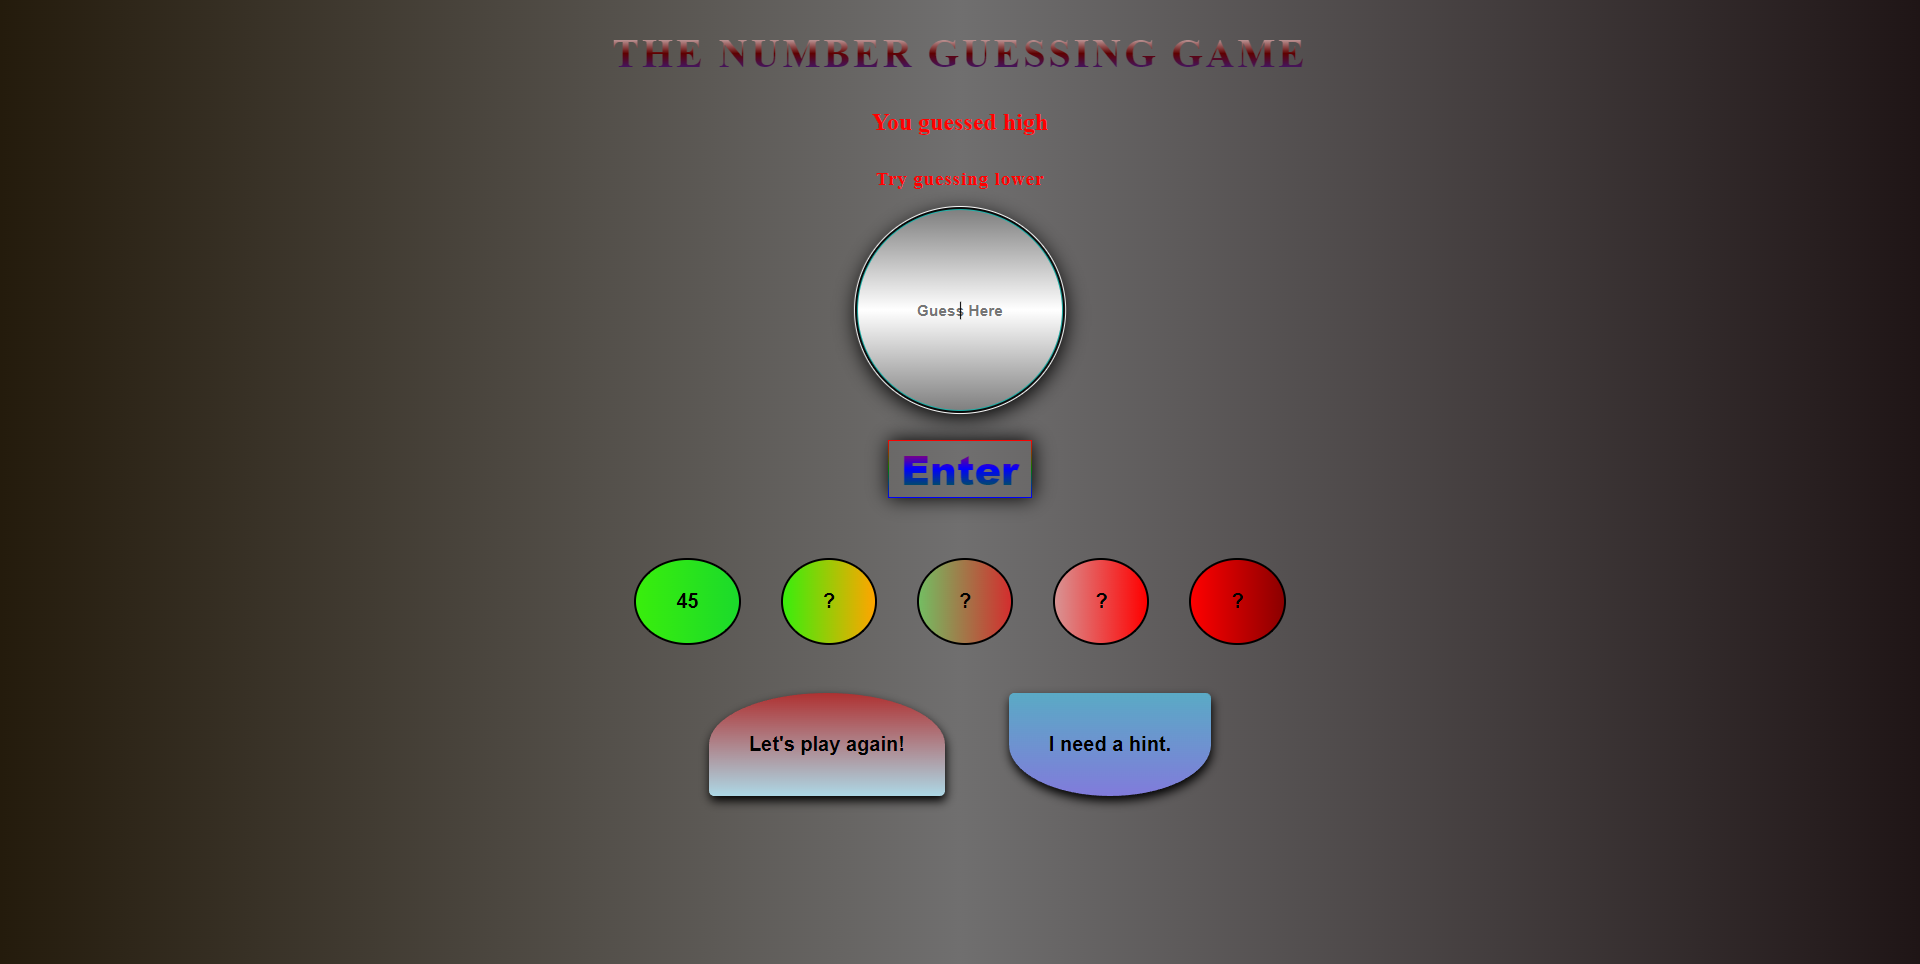 THE NUMBER GUESSING GAME
You guessed high
Try guessing lower
Guess Here
Enter
45 ? ? ? ?
Let's play again! I need a hint.